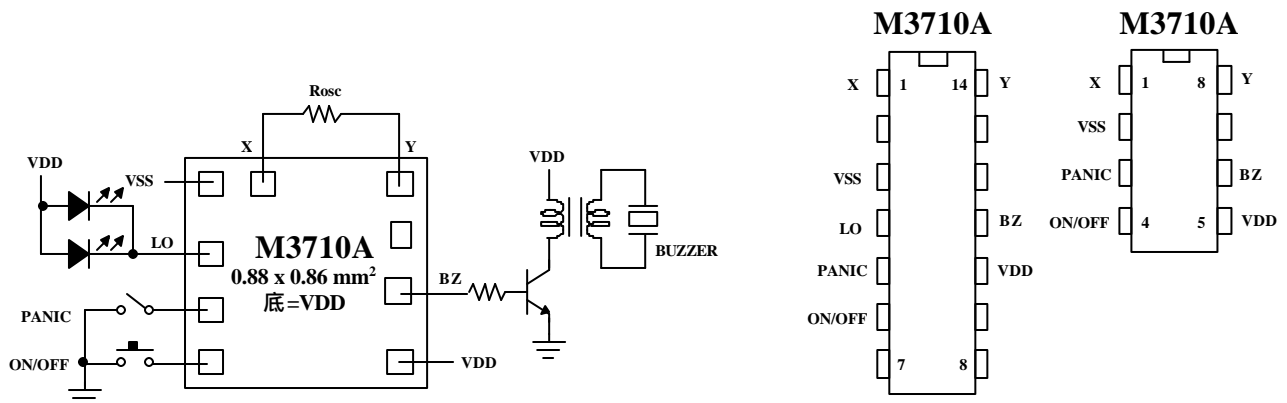 Rosc
X
Y
VDD
VSS
LO
PANIC
ON/OFF
M3710A
0.88 x 0.86 mm²
底=VDD
BZ
VDD
VDD
BUZZER
M3710A
X 1 14 Y
VSS
LO BZ
PANIC VDD
ON/OFF
7 8
M3710A
X 1 8 Y
VSS
PANIC BZ
ON/OFF 4 5 VDD